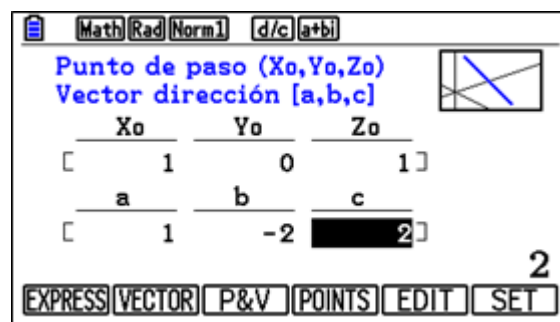 Math Rad Norm1 d/c a+bi
Punto de paso (Xo,Yo,Zo)
Vector dirección [a,b,c]
Xo Yo Zo
[ 1 0 1 ]
a b c
[ 1 -2 2 ]
2
EXPRESS VECTOR P&V POINTS EDIT SET